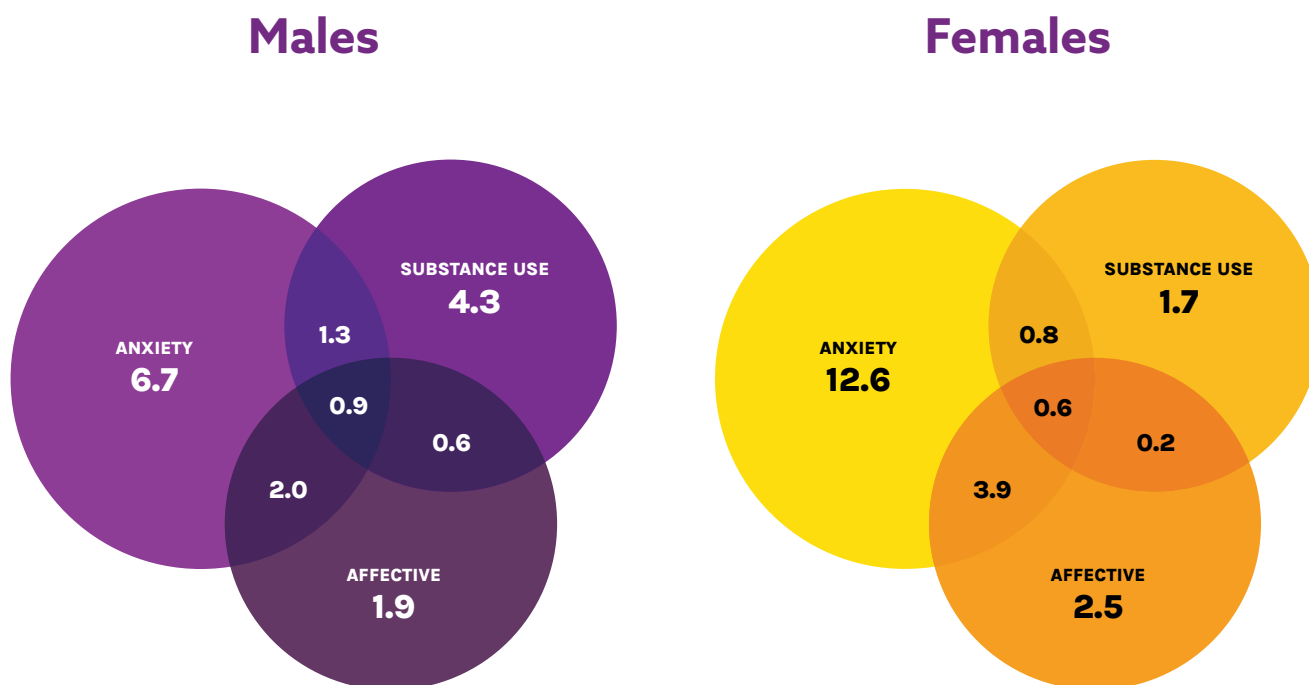 Males
SUBSTANCE USE
4.3
1.3
ANXIETY
6.7
0.9
0.6
2.0
AFFECTIVE
1.9
Females
SUBSTANCE USE
1.7
0.8
ANXIETY
12.6
0.6
0.2
3.9
AFFECTIVE
2.5